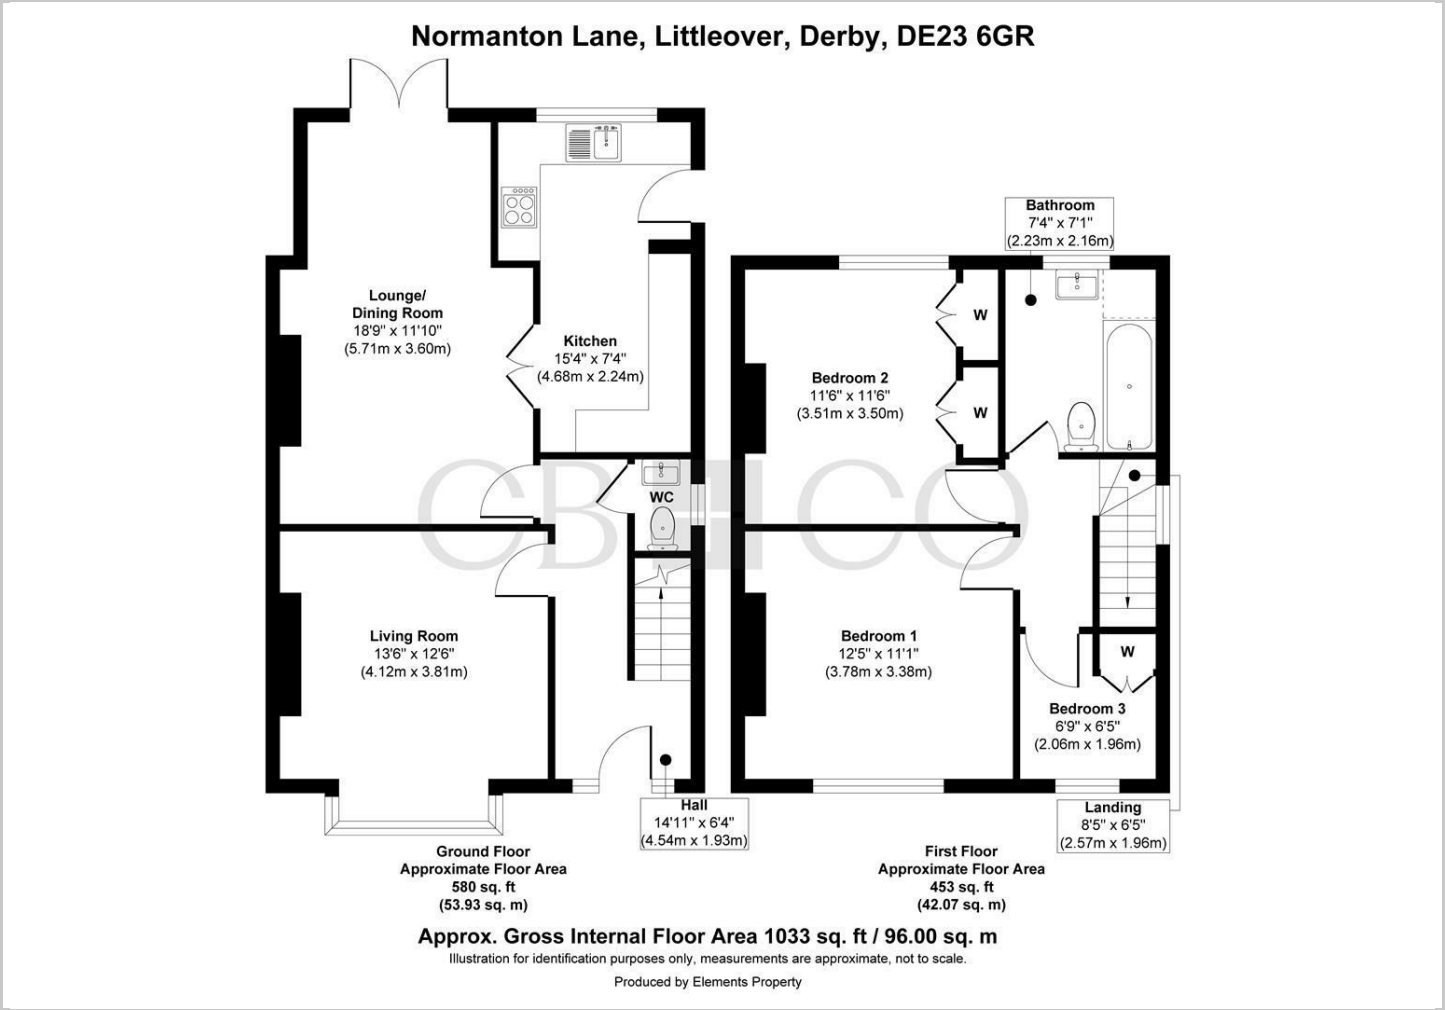 Normanton Lane, Littleover, Derby, DE23 6GR
Bathroom
7'4" x 7'1"
(2.23m x 2.16m)
Lounge/
Dining Room
18'9" x 11'10"
(5.71m x 3.60m)
Kitchen
15'4" x 7'4"
(4.68m x 2.24m)
W
Bedroom 2
11'6" x 11'6"
(3.51m x 3.50m)
W
CB CO
WC
Living Room
13'6" x 12'6"
(4.12m x 3.81m)
Bedroom 1
12'5" x 11'1"
(3.78m x 3.38m)
W
Bedroom 3
6'9" x 6'5"
(2.06m x 1.96m)
Hall
14'11" x 6'4"
(4.54m x 1.93m)
Landing
8'5" x 6'5"
(2.57m x 1.96m)
Ground Floor
Approximate Floor Area
580 sq. ft
(53.93 sq. m)
First Floor
Approximate Floor Area
453 sq. ft
(42.07 sq. m)
Approx. Gross Internal Floor Area 1033 sq. ft / 96.00 sq. m
Illustration for identification purposes only, measurements are approximate, not to scale.
Produced by Elements Property